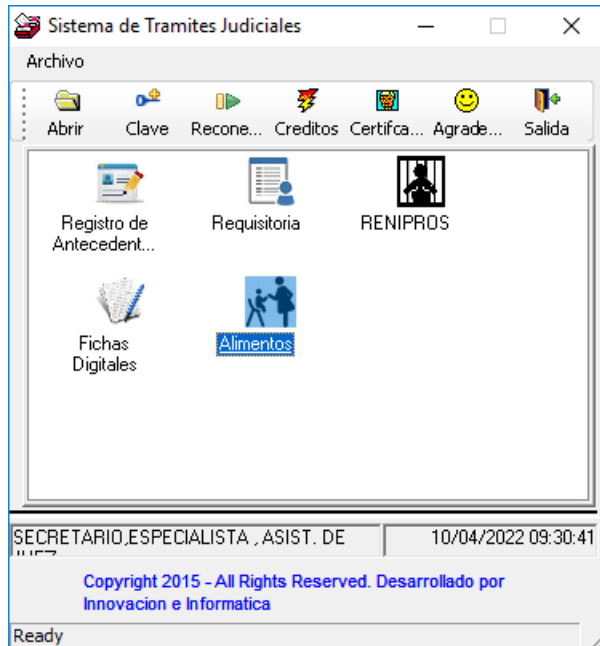 Sistema de Tramites Judiciales
Archivo
Abrir Clave Recone... Creditos Certifca... Agrade... Salida
Registro de Antecedent... Requisitoria RENIPROS
Fichas Digitales Alimentos
SECRETARIO,ESPECIALISTA , ASIST. DE 10/04/2022 09:30:41
Copyright 2015 - All Rights Reserved. Desarrollado por
Innovacion e Informatica
Ready